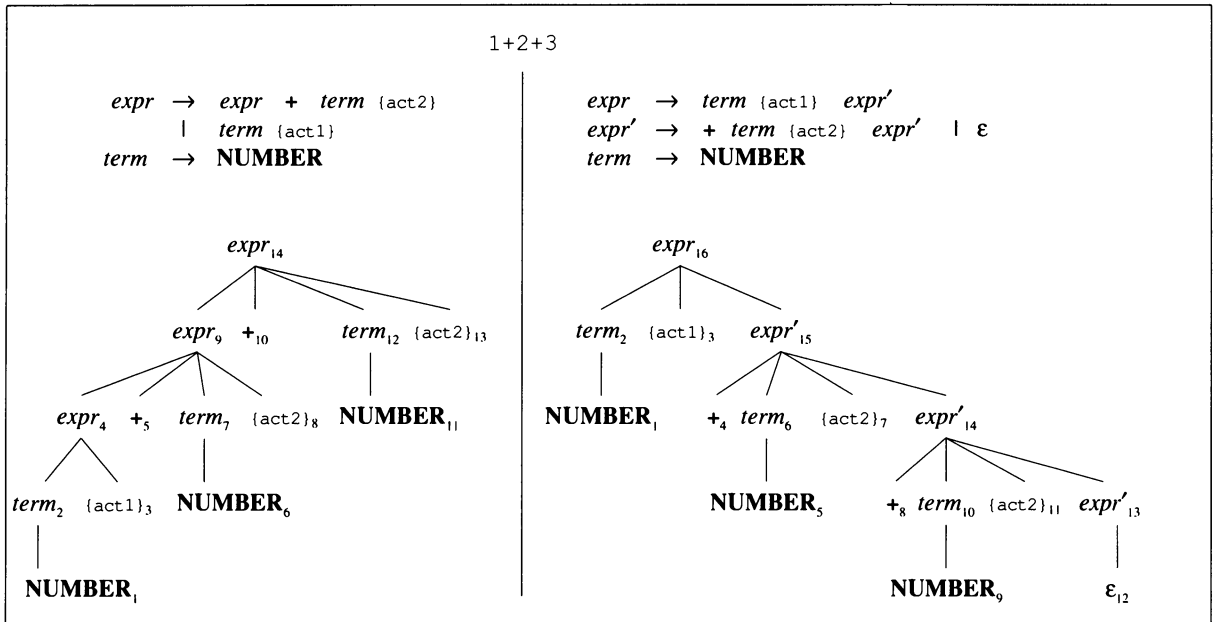 1+2+3
expr → expr + term {act2}
| term {act1}
term → NUMBER
expr₁₄
expr₉ +₁₀ term₁₂ {act2}₁₃
expr₄ +₅ term₇ {act2}₈ NUMBER₁₁
term₂ {act1}₃ NUMBER₆
NUMBER₁
expr → term {act1} expr′
expr′ → + term {act2} expr′ | ε
term → NUMBER
expr₁₆
term₂ {act1}₃ expr′₁₅
NUMBER₁ +₄ term₆ {act2}₇ expr′₁₄
NUMBER₅ +₈ term₁₀ {act2}₁₁ expr′₁₃
NUMBER₉ ε₁₂